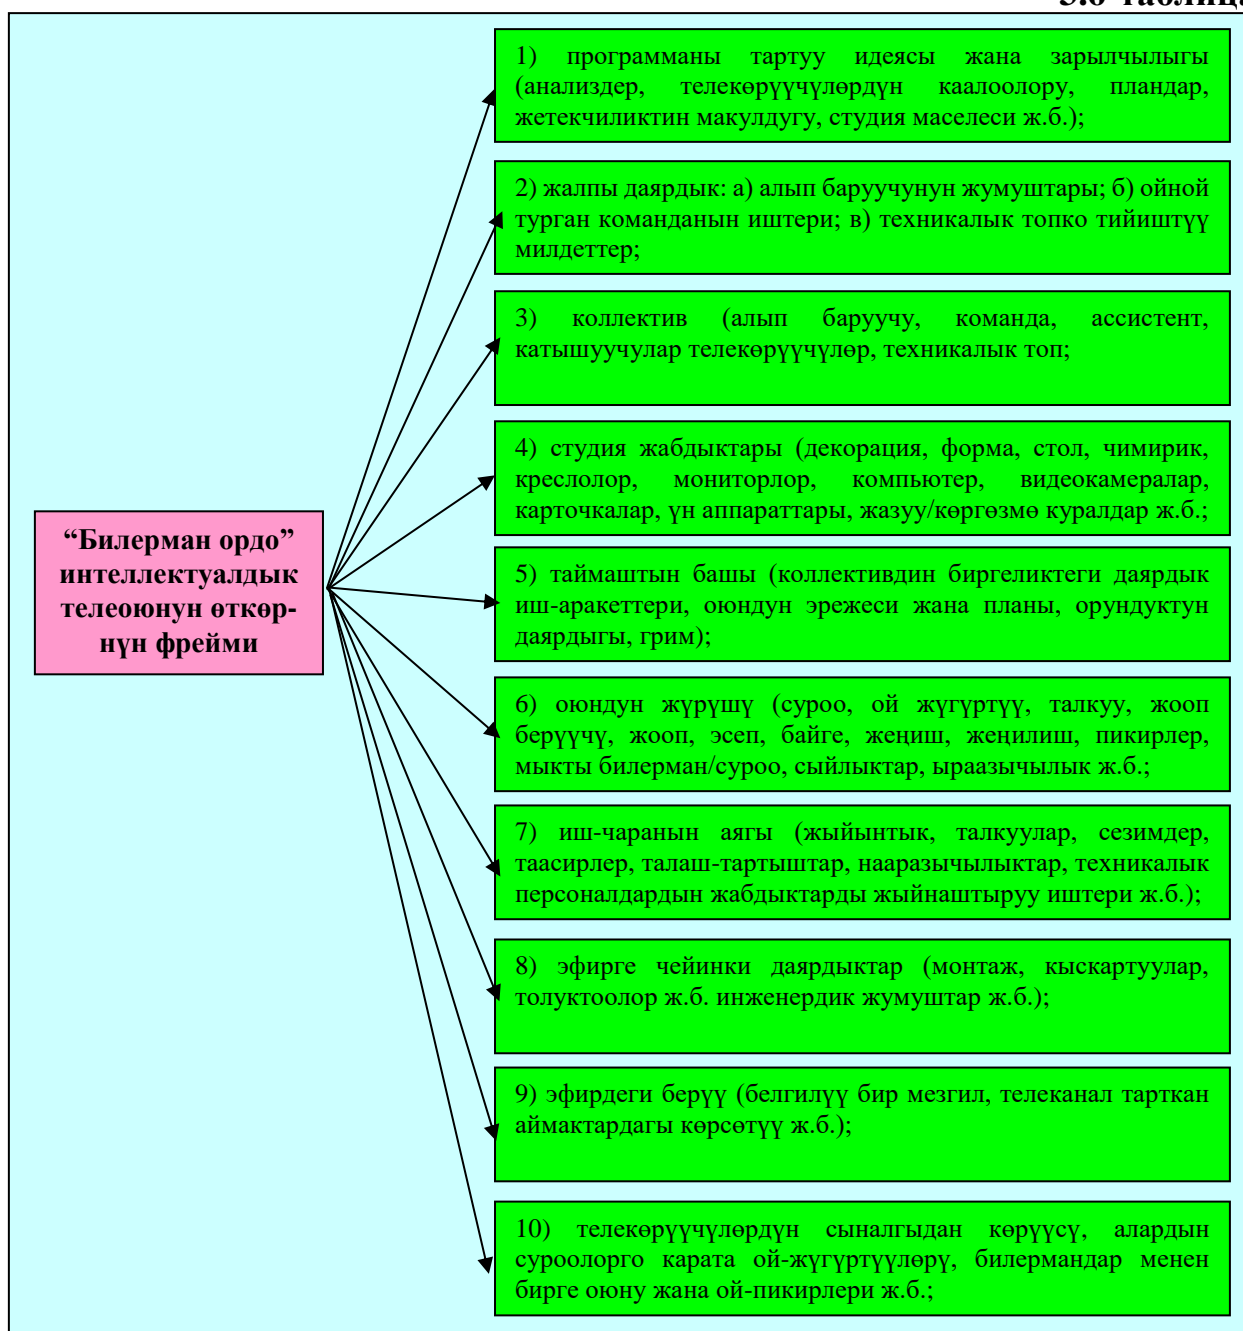 1) программаны тартуу идеясы жана зарылчылыгы
(анализдер, телекөрүүчүлөрдүн каалоолору, пландар,
жетекчиликтин макулдугу, студия маселеси ж.б.);
2) жалпы даярдык: а) алып баруучунун жумуштары; б) ойной
турган команданын иштери; в) техникалык топко тийиштүү
милдеттер;
3) коллектив (алып баруучу, команда, ассистент,
катышуучулар телекөрүүчүлөр, техникалык топ;
4) студия жабдыктары (декорация, форма, стол, чимирик,
креслолор, мониторлор, компьютер, видеокамералар,
карточкалар, үн аппараттары, жазуу/көргөзмө куралдар ж.б.;
“Билерман ордо”
интеллектуалдык
телеоюнун өткөр-
нүн фрейми
5) таймаштын башы (коллективдин биргеликтеги даярдык
иш-аракеттери, оюндун эрежеси жана планы, орундуктун
даярдыгы, грим);
6) оюндун жүрүшү (суроо, ой жүгүртүү, талкуу, жооп
берүүчү, жооп, эсеп, байге, жеңиш, жеңилиш, пикирлер,
мыкты билерман/суроо, сыйлыктар, ыраазычылык ж.б.;
7) иш-чаранын аягы (жыйынтык, талкуулар, сезимдер,
таасирлер, талаш-тартыштар, нааразычылыктар, техникалык
персоналдардын жабдыктарды жыйнаштыруу иштери ж.б.);
8) эфирге чейинки даярдыктар (монтаж, кыскартуулар,
толуктоолор ж.б. инженердик жумуштар ж.б.);
9) эфирдеги берүү (белгилүү бир мезгил, телеканал тарткан
аймактардагы көрсөтүү ж.б.);
10) телекөрүүчүлөрдүн сыналгыдан көрүүсү, алардын
суроолорго карата ой-жүгүртүүлөрү, билермандар менен
бирге оюну жана ой-пикирлери ж.б.;